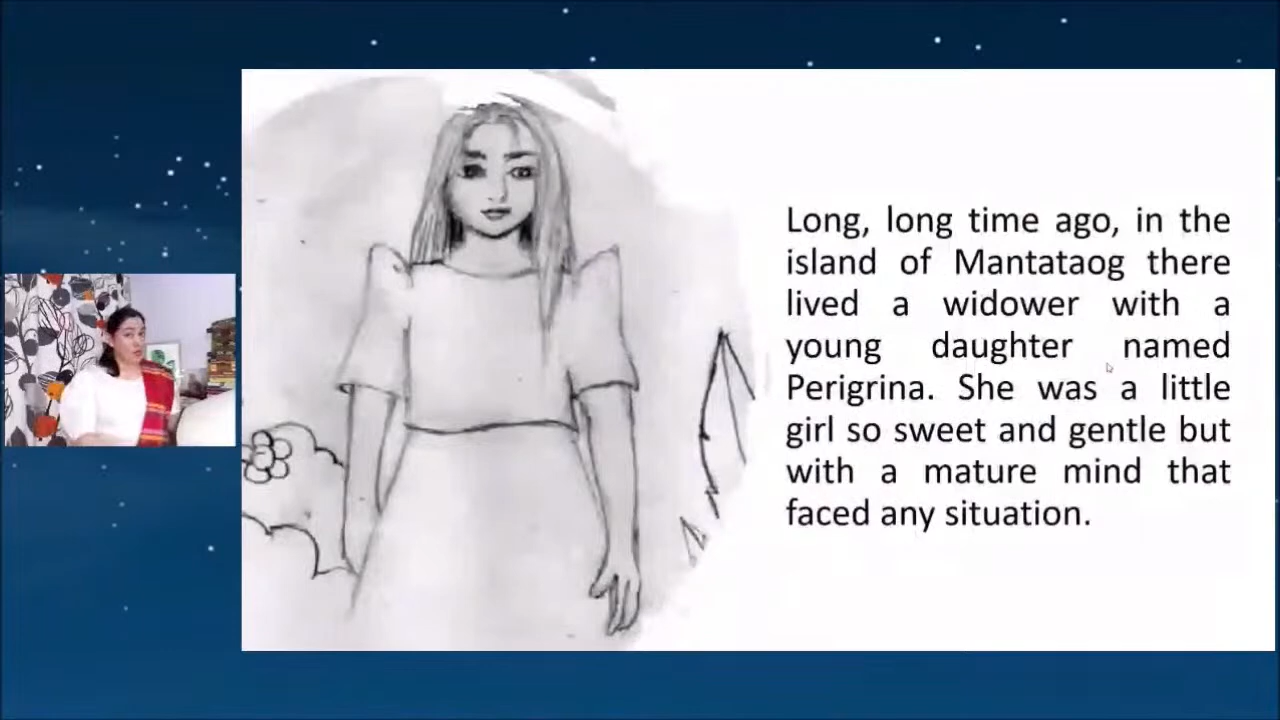 Long, long time ago, in the
island of Mantataog there
lived a widower with a
young daughter named
Perigrina. She was a little
girl so sweet and gentle but
with a mature mind that
faced any situation.